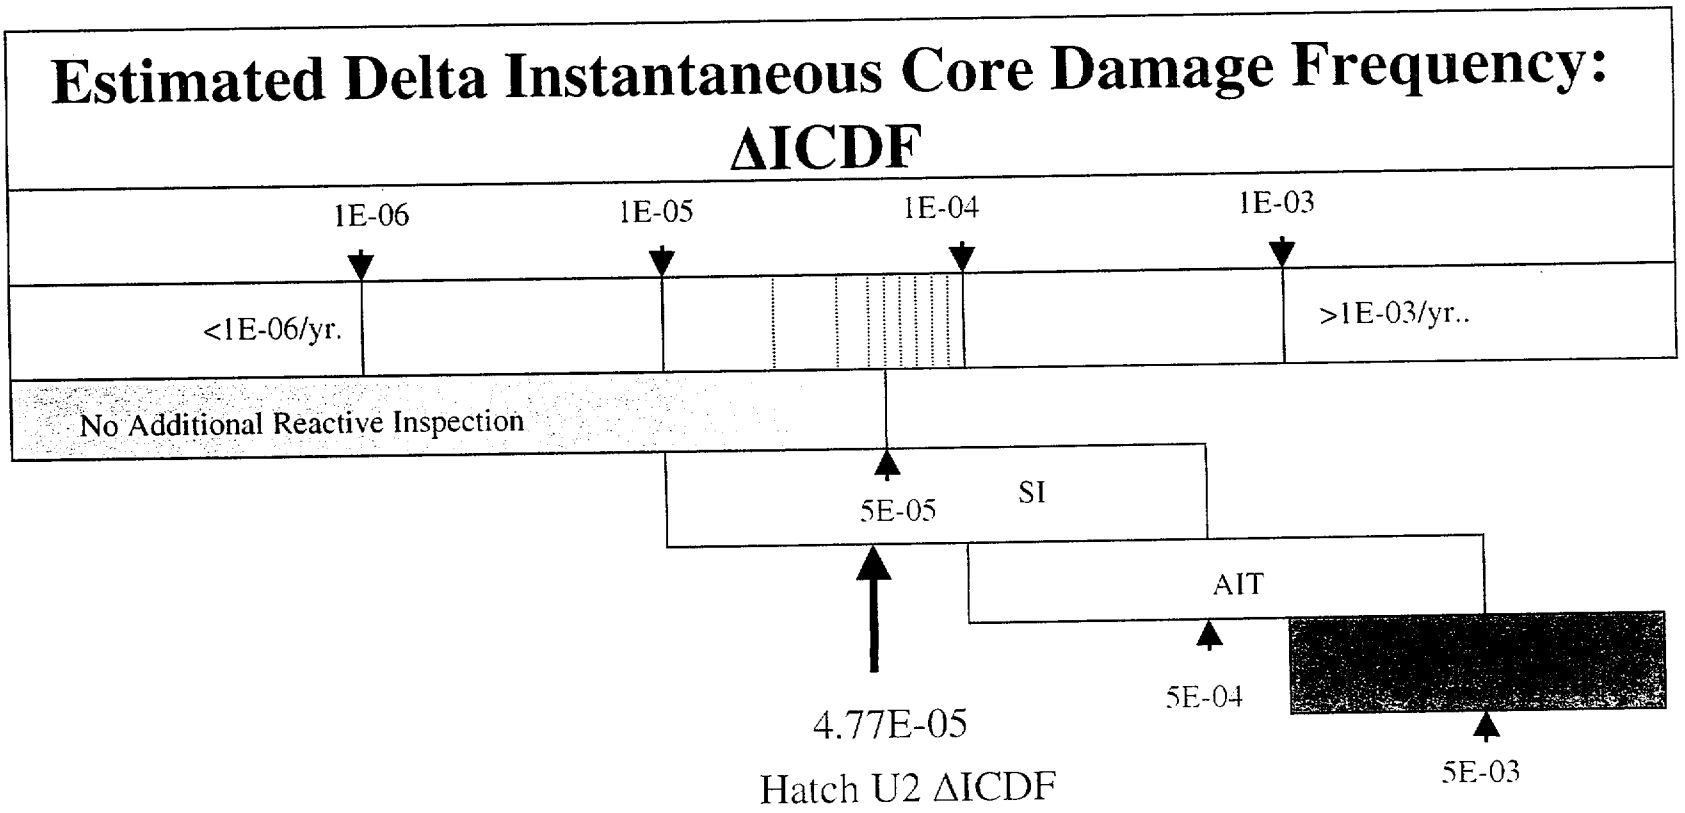 Estimated Delta Instantaneous Core Damage Frequency:
ΔICDF
1E-06
1E-05
1E-04
1E-03
<1E-06/yr.
>1E-03/yr..
No Additional Reactive Inspection
SI
5E-05
AIT
5E-04
4.77E-05
5E-03
Hatch U2 ΔICDF